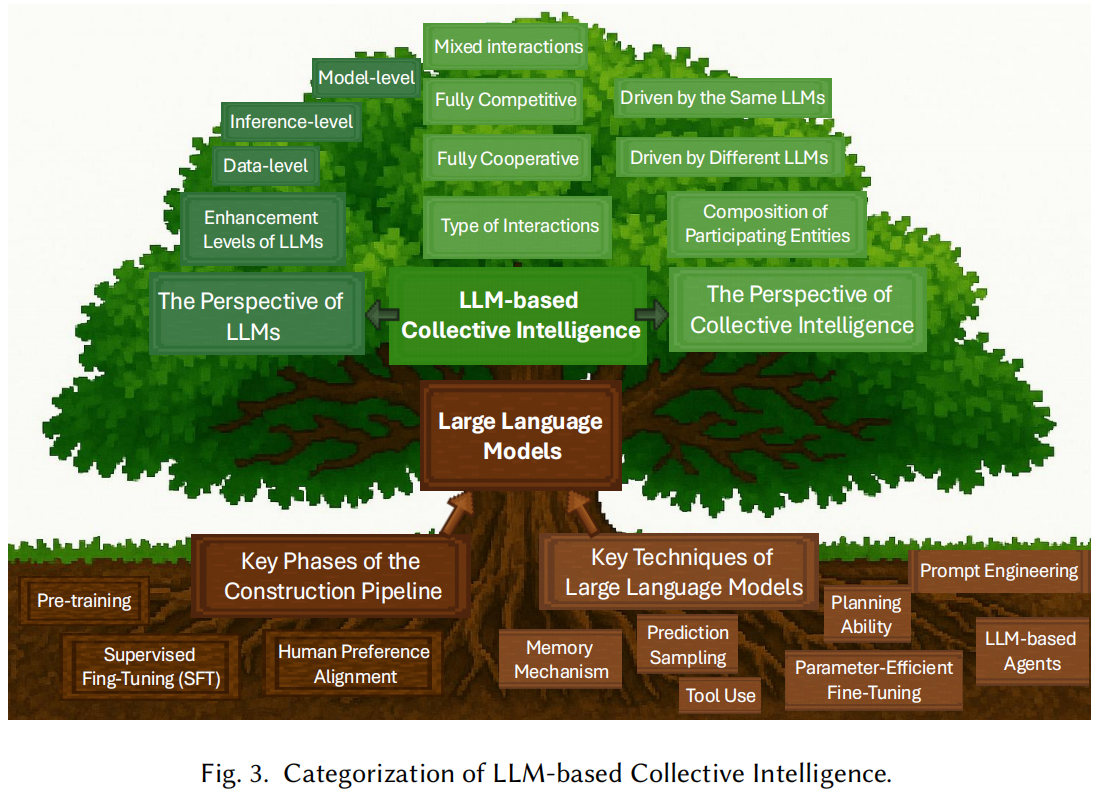 Mixed interactions
Model-level
Fully Competitive
Driven by the Same LLMs
Inference-level
Fully Cooperative
Driven by Different LLMs
Data-level
Enhancement
Levels of LLMs
Type of Interactions
Composition of
Participating Entities
The Perspective of
LLMs
LLM-based
Collective Intelligence
The Perspective of
Collective Intelligence
Large Language
Models
Key Phases of the
Construction Pipeline
Key Techniques of
Large Language Models
Prompt Engineering
Pre-training
Planning
Ability
Supervised
Fing-Tuning (SFT)
Human Preference
Alignment
Memory
Mechanism
Prediction
Sampling
Tool Use
Parameter-Efficient
Fine-Tuning
LLM-based
Agents
Fig. 3. Categorization of LLM-based Collective Intelligence.